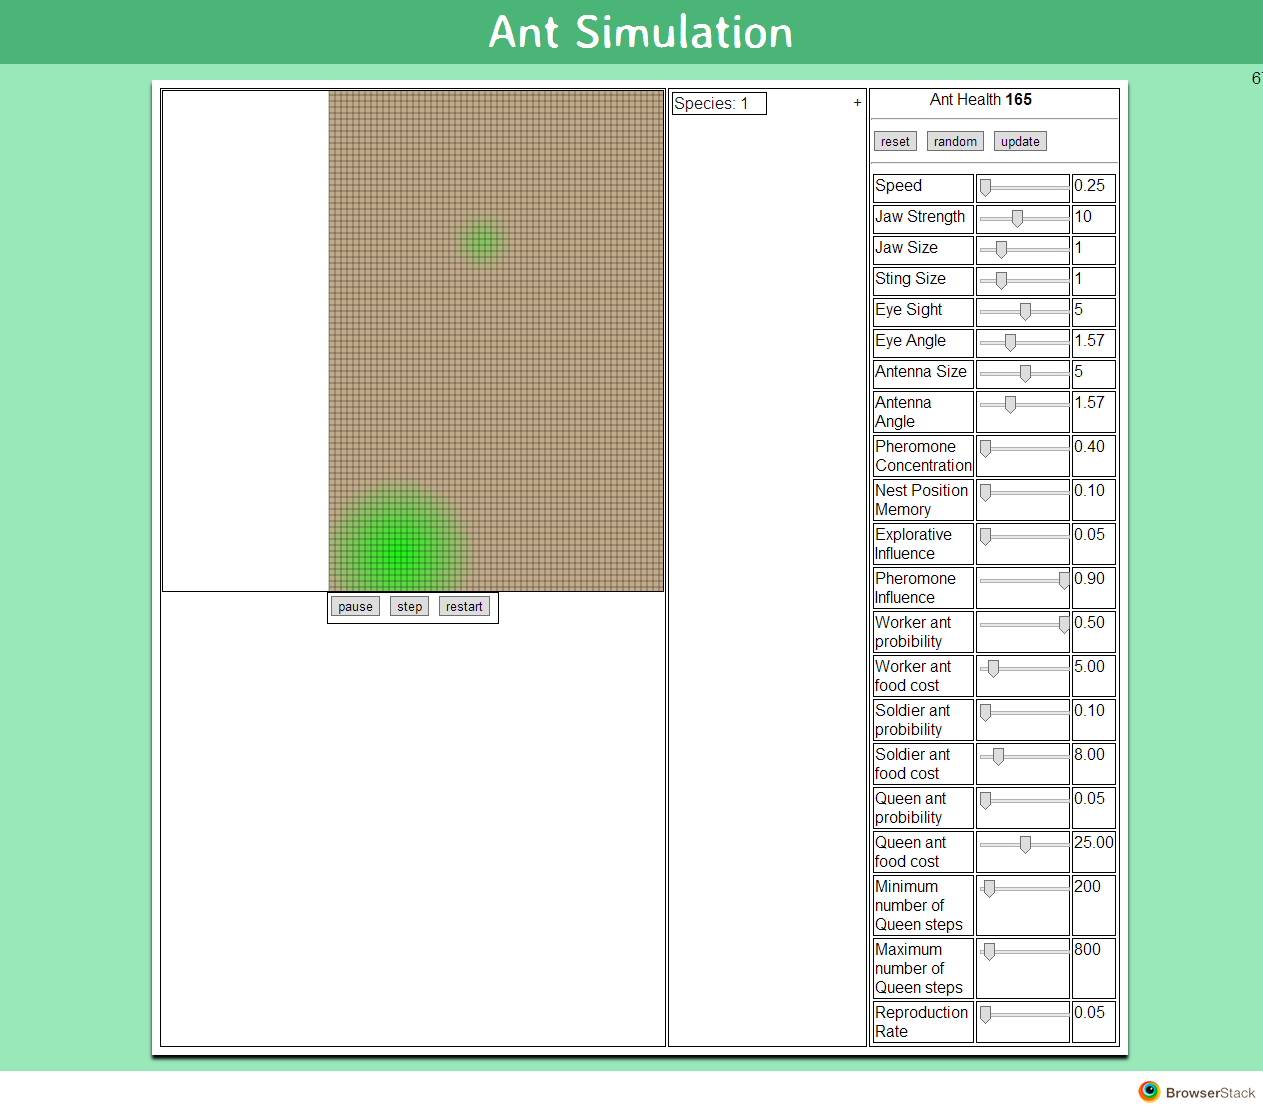 Ant Simulation
Species: 1
+
pause
step
restart
Ant Health 165
reset
random
update
Speed
0.25
Jaw Strength
10
Jaw Size
1
Sting Size
1
Eye Sight
5
Eye Angle
1.57
Antenna Size
5
Antenna
Angle
1.57
Pheromone
Concentration
0.40
Nest Position
Memory
0.10
Explorative
Influence
0.05
Pheromone
Influence
0.90
Worker ant
probibility
0.50
Worker ant
food cost
5.00
Soldier ant
probibility
0.10
Soldier ant
food cost
8.00
Queen ant
probibility
0.05
Queen ant
food cost
25.00
Minimum
number of
Queen steps
200
Maximum
number of
Queen steps
800
Reproduction
Rate
0.05
BrowserStack